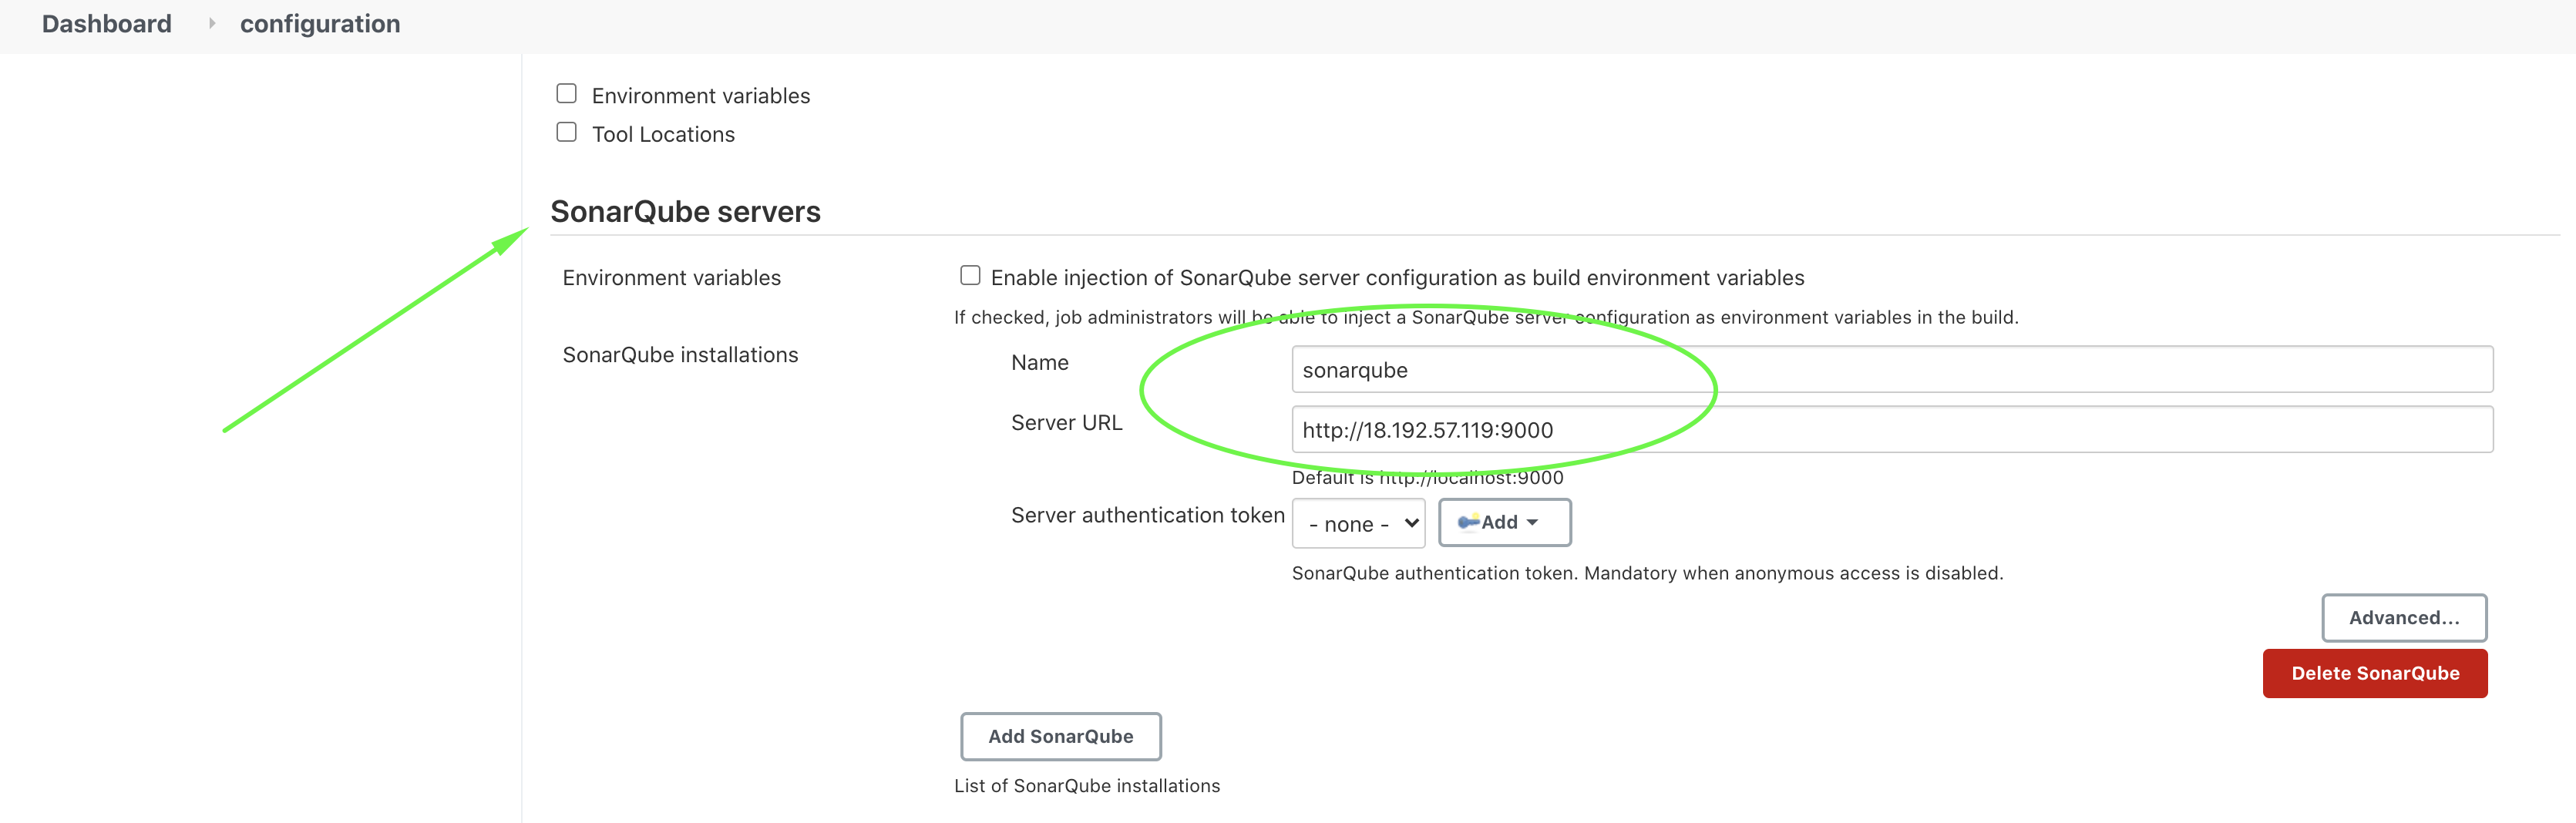 Dashboard configuration
Environment variables
Tool Locations
SonarQube servers
Environment variables
Enable injection of SonarQube server configuration as build environment variables
If checked, job administrators will be able to inject a SonarQube server configuration as environment variables in the build.
SonarQube installations
Name
sonarqube
Server URL
http://18.192.57.119:9000
Default is http://localhost:9000
Server authentication token
- none -
Add
SonarQube authentication token. Mandatory when anonymous access is disabled.
Advanced...
Delete SonarQube
Add SonarQube
List of SonarQube installations